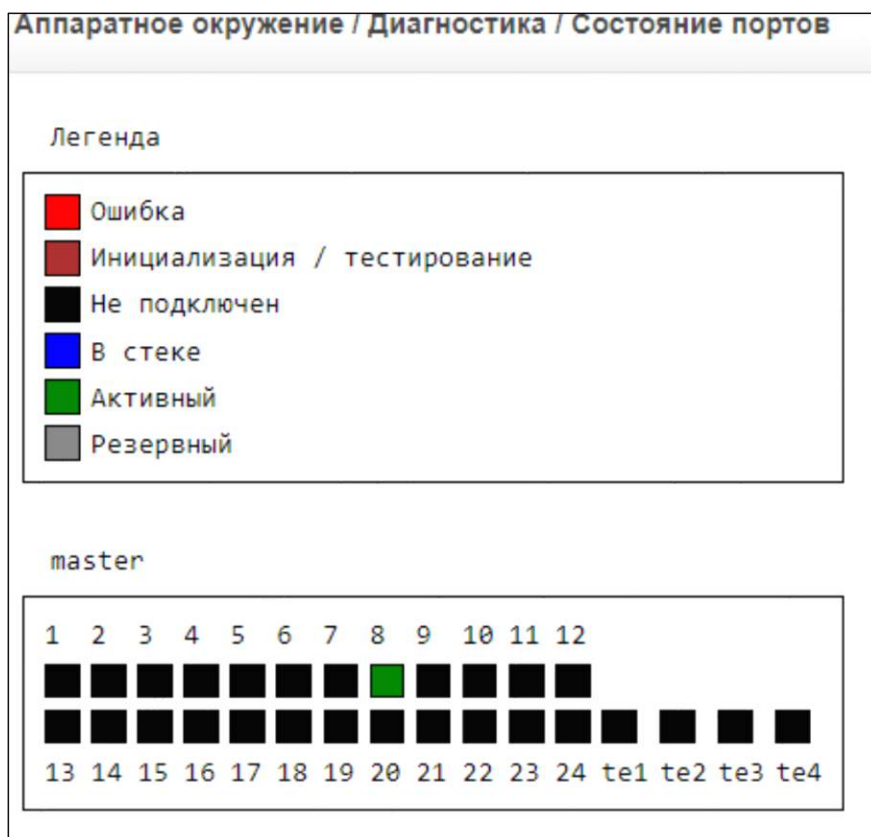 Аппаратное окружение / Диагностика / Состояние портов
Легенда
Ошибка
Инициализация / тестирование
Не подключен
В стеке
Активный
Резервный
master
1 2 3 4 5 6 7 8 9 10 11 12
13 14 15 16 17 18 19 20 21 22 23 24 te1 te2 te3 te4